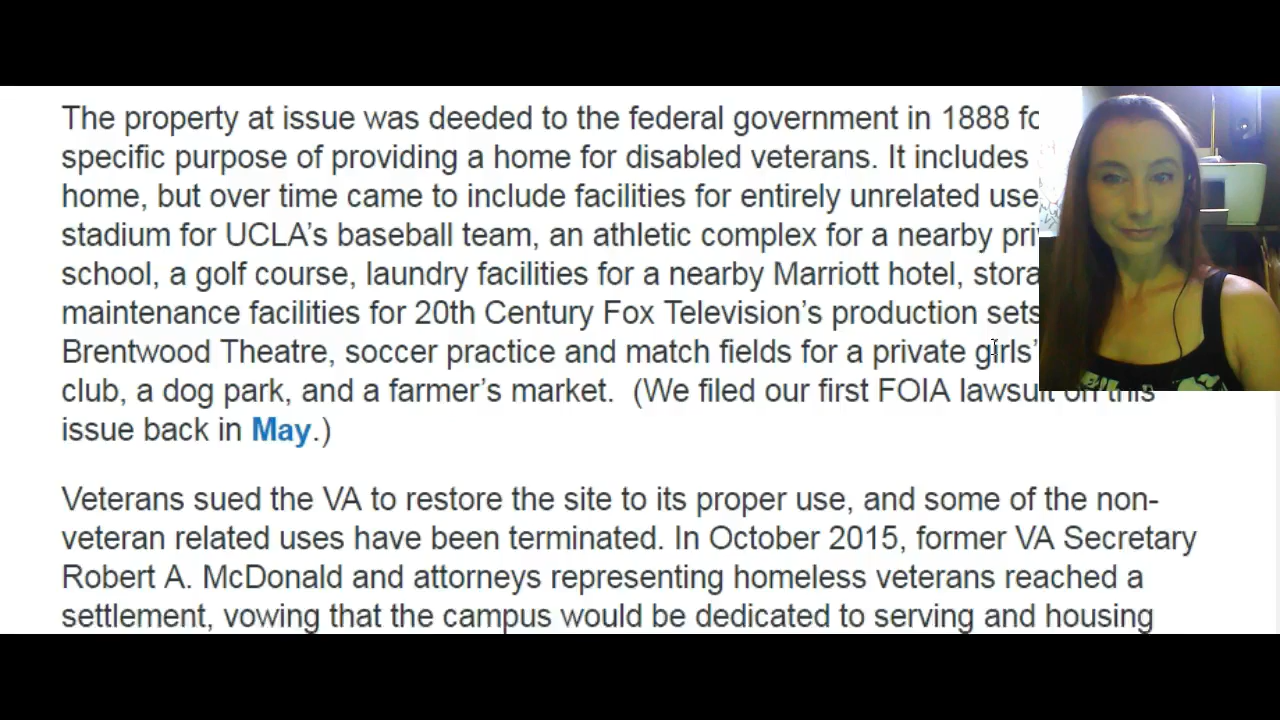 The property at issue was deeded to the federal government in 1888
specific purpose of providing a home for disabled veterans. It includes
home, but over time came to include facilities for entirely unrelated
stadium for UCLA’s baseball team, an athletic complex for a nearby
school, a golf course, laundry facilities for a nearby Marriott hotel,
maintenance facilities for 20th Century Fox Television’s production sets
Brentwood Theatre, soccer practice and match fields for a private girls’
club, a dog park, and a farmer’s market. (We filed our first FOIA lawsuit on this
issue back in May.)
Veterans sued the VA to restore the site to its proper use, and some of the non-
veteran related uses have been terminated. In October 2015, former VA Secretary
Robert A. McDonald and attorneys representing homeless veterans reached a
settlement, vowing that the campus would be dedicated to serving and housing